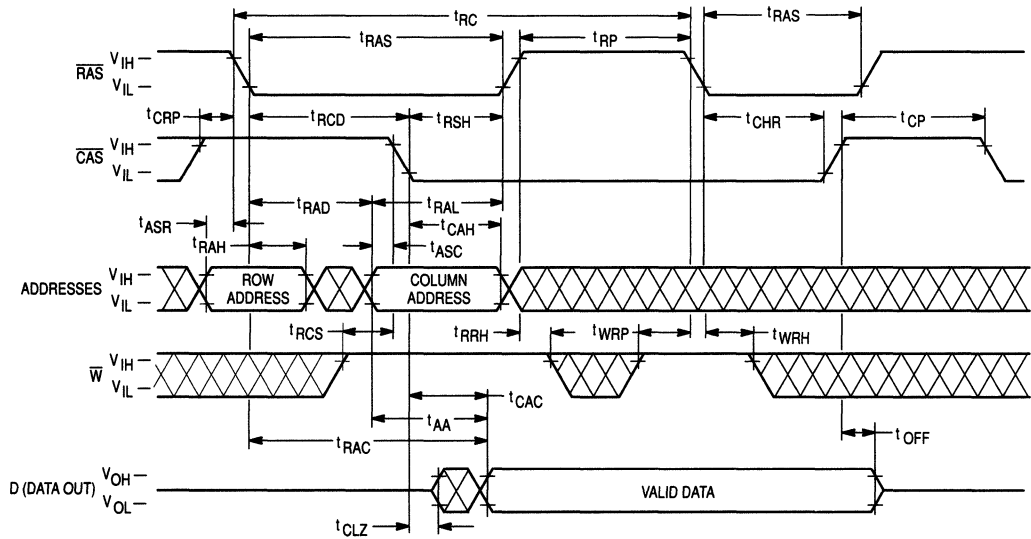 tRC
tRAS
tRAS
tRP
RAS
VIH
VIL
tCRP
tRCD
tRSH
tCHR
tCP
CAS
VIH
VIL
tRAD
tRAL
tASR
tCAH
tRAH
tASC
ADDRESSES
VIH
VIL
ROW
ADDRESS
COLUMN
ADDRESS
tRCS
tRRH
tWRP
tWRH
W
VIH
VIL
tCAC
tAA
tRAC
tOFF
D (DATA OUT)
VOH
VOL
VALID DATA
tCLZ